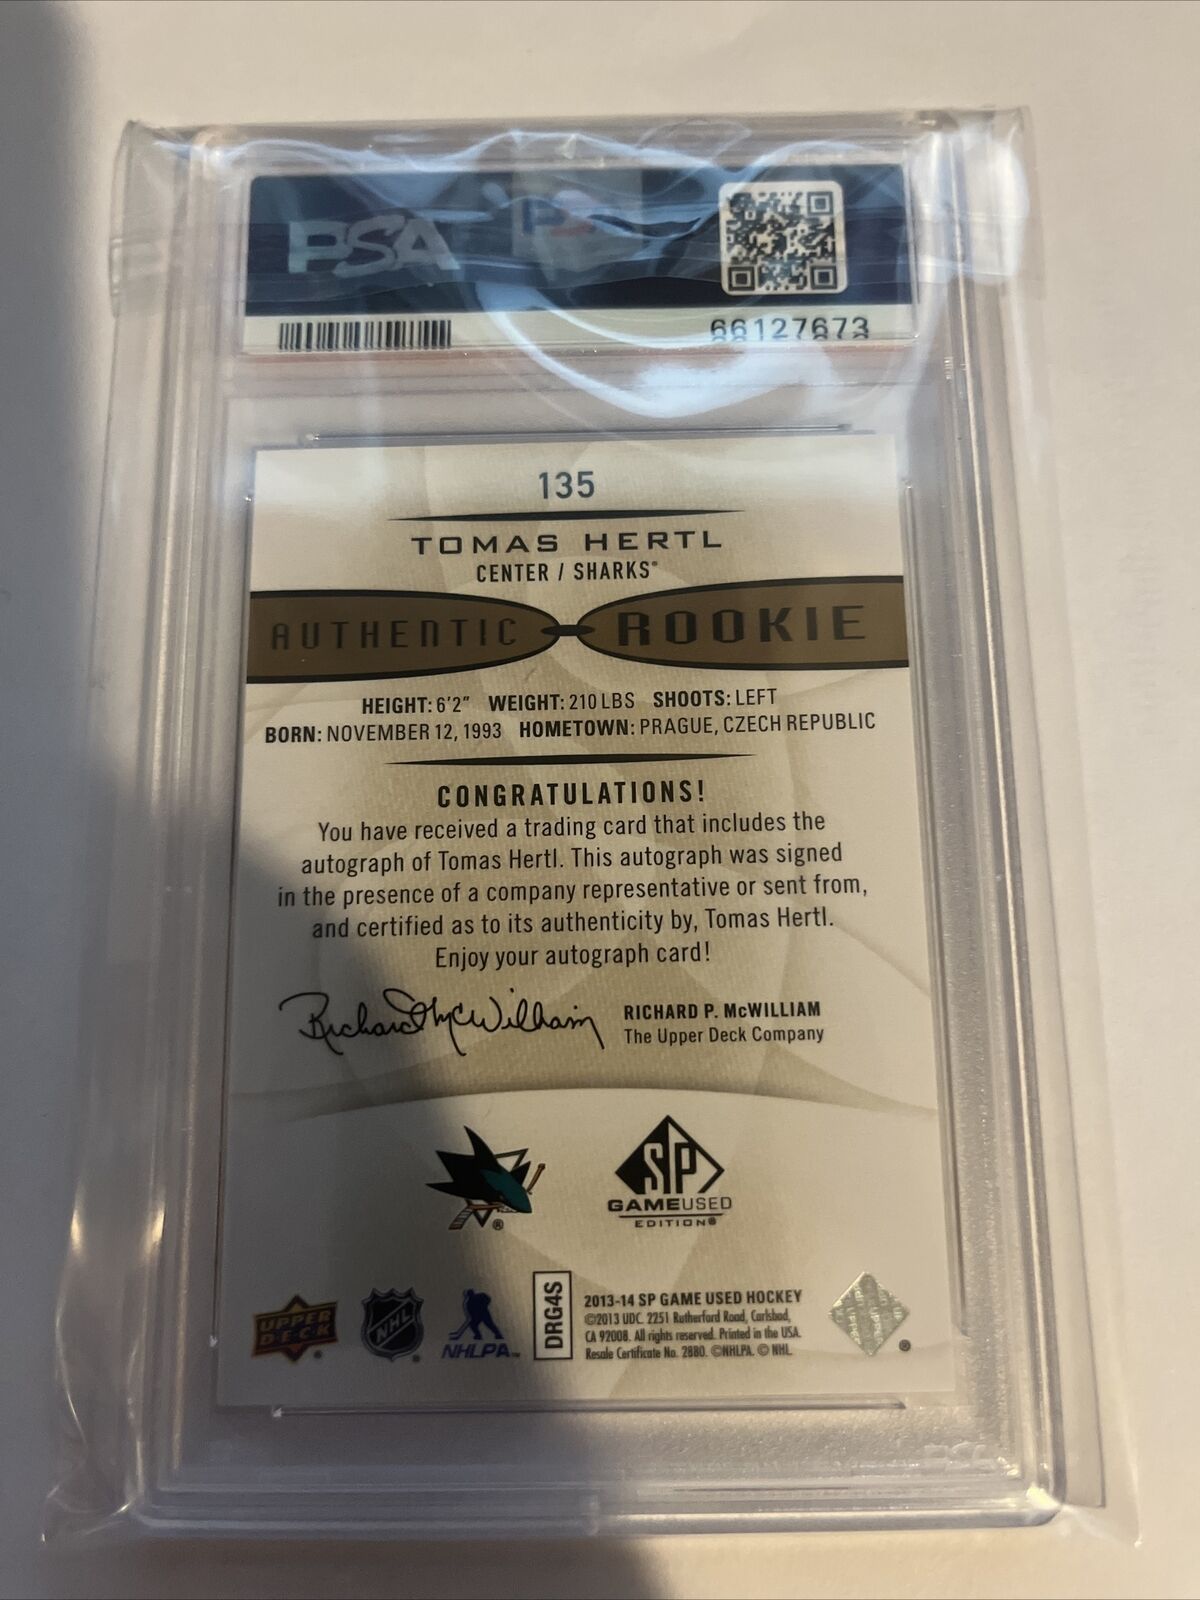 PSA
PS
66127673
135
TOMAS HERTL
CENTER / SHARKS®
AUTHENTIC ROOKIE
HEIGHT: 6'2" WEIGHT: 210 LBS SHOOTS: LEFT
BORN: NOVEMBER 12, 1993 HOMETOWN: PRAGUE, CZECH REPUBLIC
CONGRATULATIONS!
You have received a trading card that includes the
autograph of Tomas Hertl. This autograph was signed
in the presence of a company representative or sent from,
and certified as to its authenticity by, Tomas Hertl.
Enjoy your autograph card!
Richard McWilliam
RICHARD P. McWILLIAM
The Upper Deck Company
®
SP
GAMEUSED
EDITION®
UPPER
DECK
®
NHL
®
NHLPA™
DRG4S
2013-14 SP GAME USED HOCKEY
©2013 UDC. 2251 Rutherford Road, Carlsbad,
CA 92008. All rights reserved. Printed in the USA.
Resale Certificate No. 2880. ©NHLPA. © NHL
®